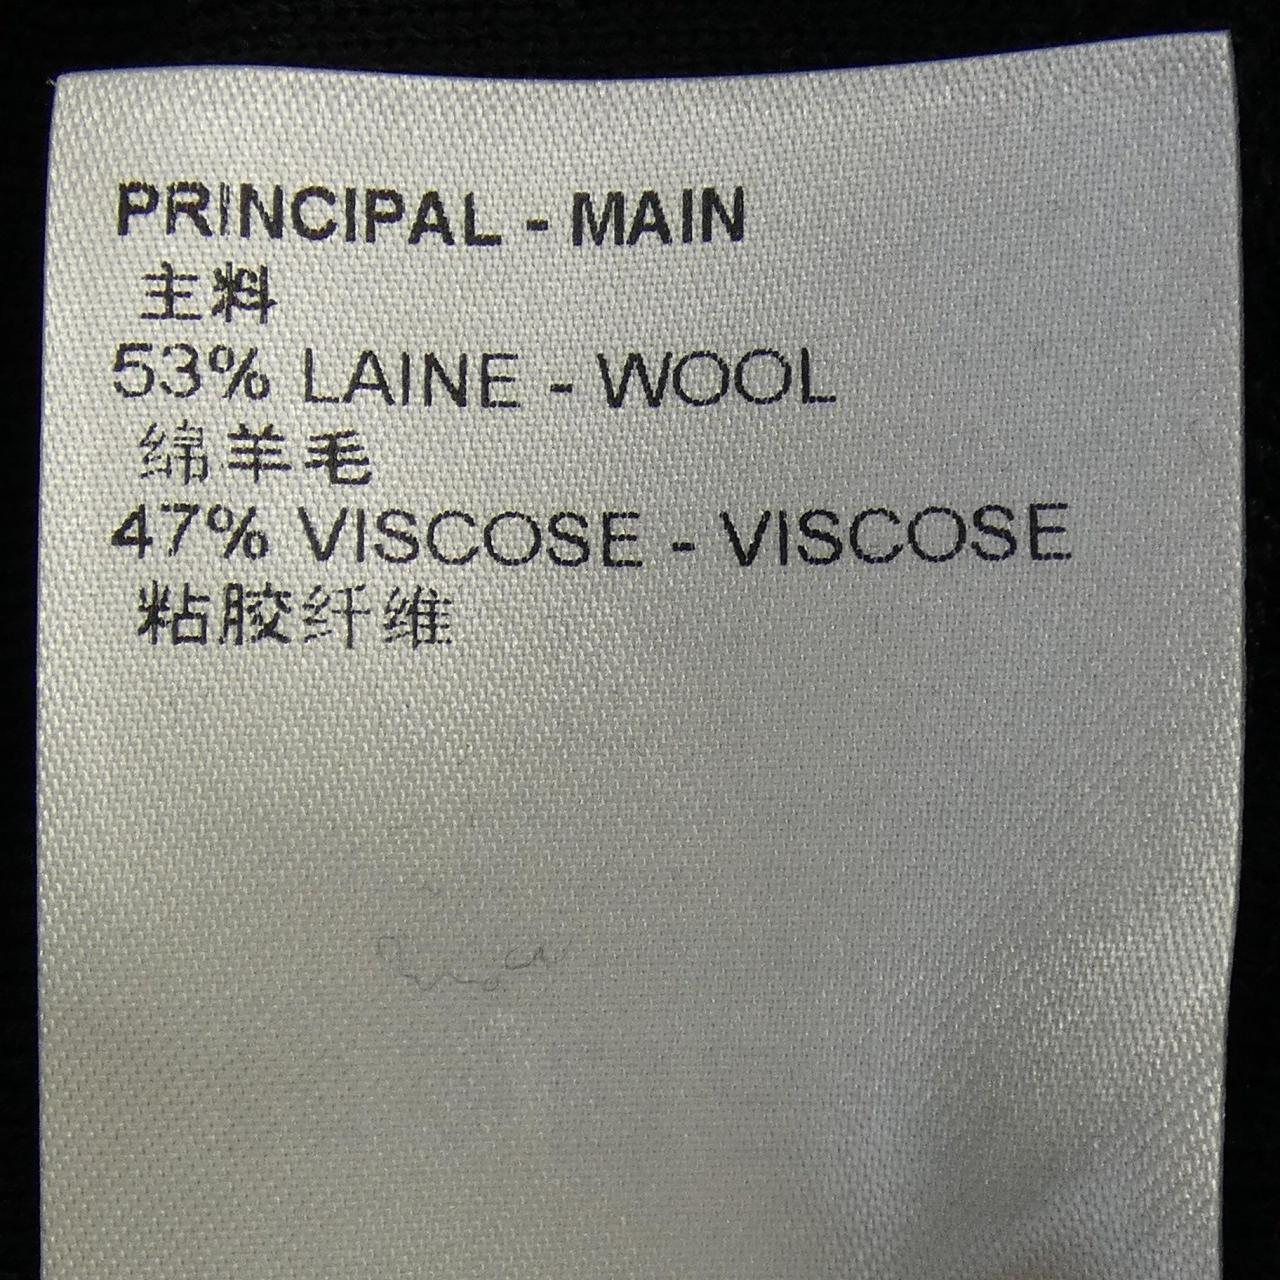 PRINCIPAL - MAIN
主料
53% LAINE - WOOL
绵羊毛
47% VISCOSE - VISCOSE
粘胶纤维